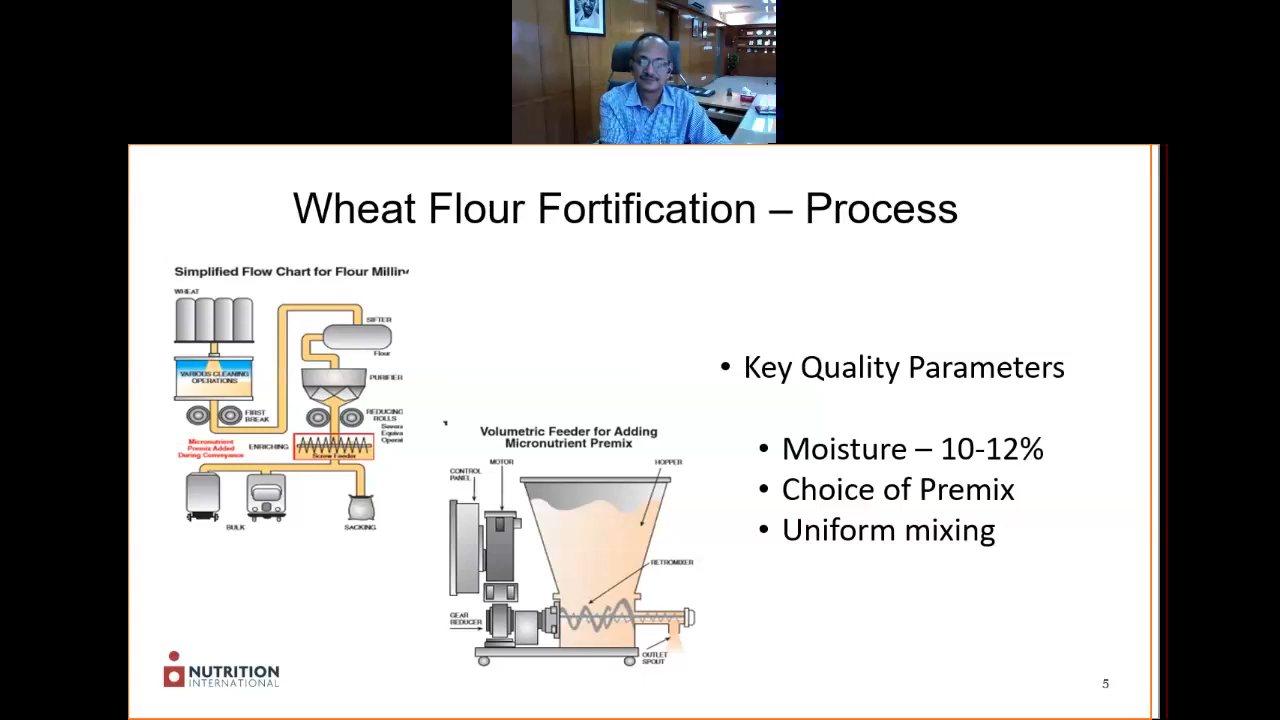 Wheat Flour Fortification – Process
Simplified Flow Chart for Flour Millin
WHEAT
SIFTER
Flour
VARIOUS CLEANING
OPERATIONS
PURIFIER
FIRST
BREAK
REDUCING
ROLLS
Micronutrient
Premix Added
During Conveyance
ENRICHING
Screw Feeder
BULK
SACKING
Volumetric Feeder for Adding
Micronutrient Premix
MOTOR
HOPPER
CONTROL
PANEL
RETROMIXER
GEAR
REDUCER
OUTLET
SPOUT
• Key Quality Parameters
• Moisture – 10-12%
• Choice of Premix
• Uniform mixing
NUTRITION
INTERNATIONAL
5